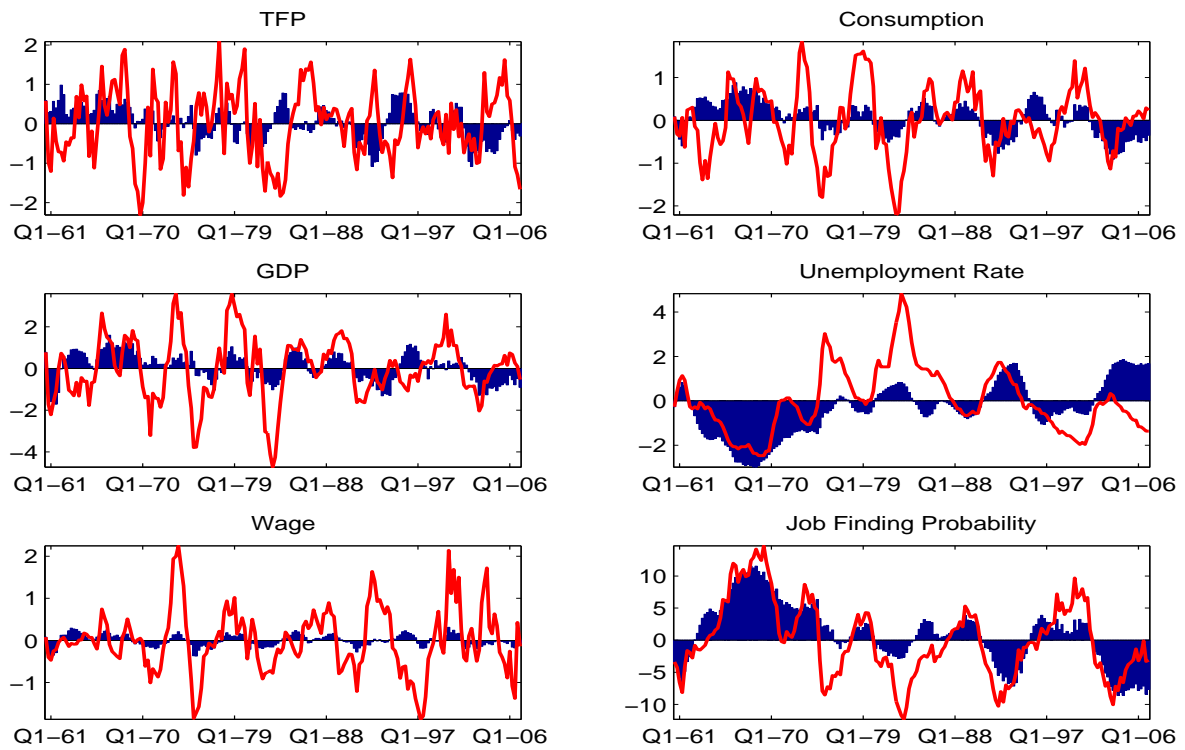 TFP
2
1
0
−1
−2
Q1−61 Q1−70 Q1−79 Q1−88 Q1−97 Q1−06
Consumption
1
0
−1
−2
Q1−61 Q1−70 Q1−79 Q1−88 Q1−97 Q1−06
GDP
2
0
−2
−4
Q1−61 Q1−70 Q1−79 Q1−88 Q1−97 Q1−06
Unemployment Rate
4
2
0
−2
Q1−61 Q1−70 Q1−79 Q1−88 Q1−97 Q1−06
Wage
2
1
0
−1
Q1−61 Q1−70 Q1−79 Q1−88 Q1−97 Q1−06
Job Finding Probability
10
5
0
−5
−10
Q1−61 Q1−70 Q1−79 Q1−88 Q1−97 Q1−06